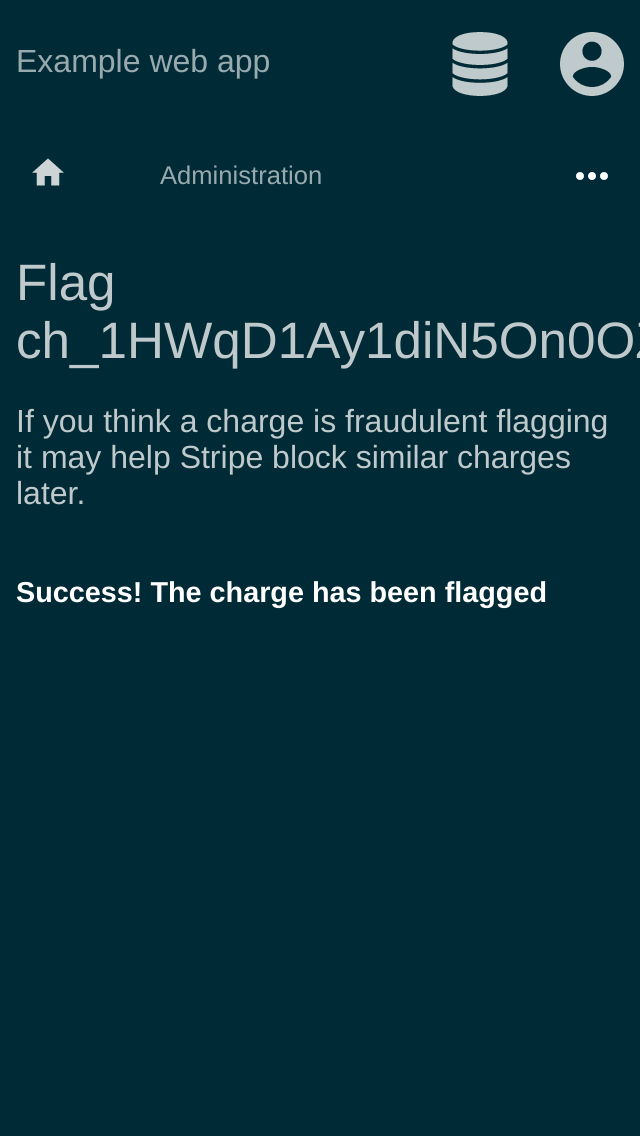 Example web app
Administration
Flag
ch_1HWqD1Ay1diN5On0OZ
If you think a charge is fraudulent flagging
it may help Stripe block similar charges
later.
Success! The charge has been flagged